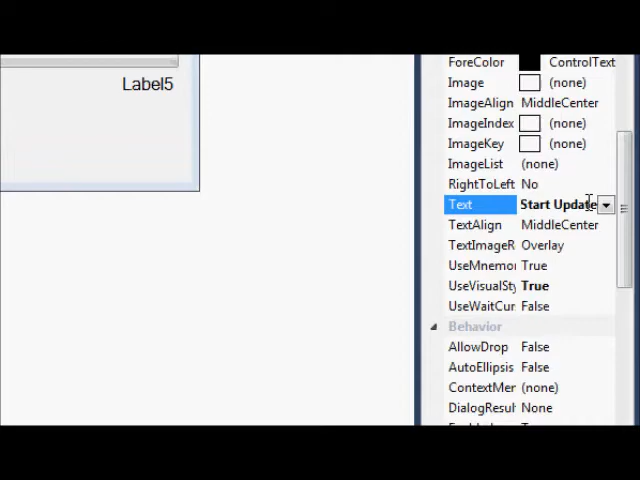 Label5
ForeColor ControlText
Image (none)
ImageAlign MiddleCenter
ImageIndex (none)
ImageKey (none)
ImageList (none)
RightToLeft No
Text Start Update
TextAlign MiddleCenter
TextImageR Overlay
UseMnemor True
UseVisualSty True
UseWaitCur False
Behavior
AllowDrop False
AutoEllipsis False
ContextMer (none)
DialogResul None